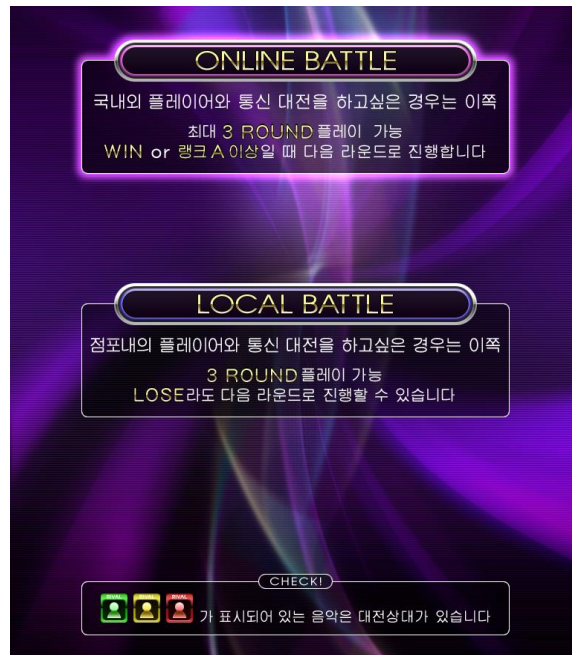 ONLINE BATTLE
국내외 플레이어와 통신 대전을 하고싶은 경우는 이쪽
최대 3 ROUND 플레이 가능
WIN or 랭크 A 이상일 때 다음 라운드로 진행합니다
LOCAL BATTLE
점포내의 플레이어와 통신 대전을 하고싶은 경우는 이쪽
3 ROUND 플레이 가능
LOSE라도 다음 라운드로 진행할 수 있습니다
CHECK!
RIVAL RIVAL RIVAL
가 표시되어 있는 음악은 대전상대가 있습니다